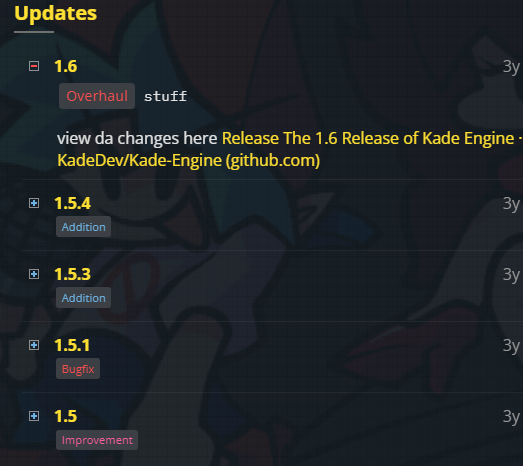 Updates
1.6 3y
Overhaul stuff
view da changes here Release The 1.6 Release of Kade Engine ·
KadeDev/Kade-Engine (github.com)
1.5.4 3y
Addition
1.5.3 3y
Addition
1.5.1 3y
Bugfix
1.5 3y
Improvement